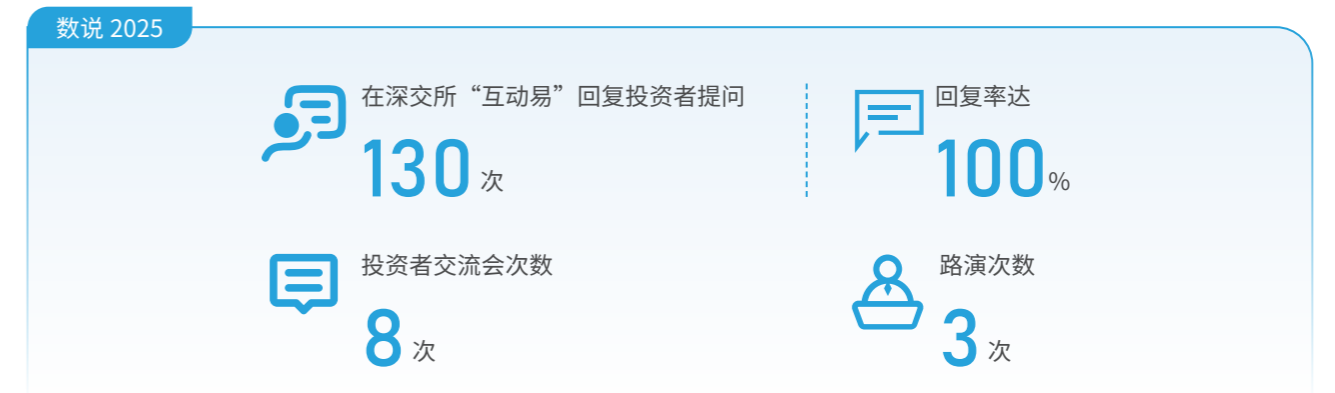 数说 2025
在深交所“互动易”回复投资者提问
130 次
回复率达
100%
投资者交流会次数
8 次
路演次数
3 次